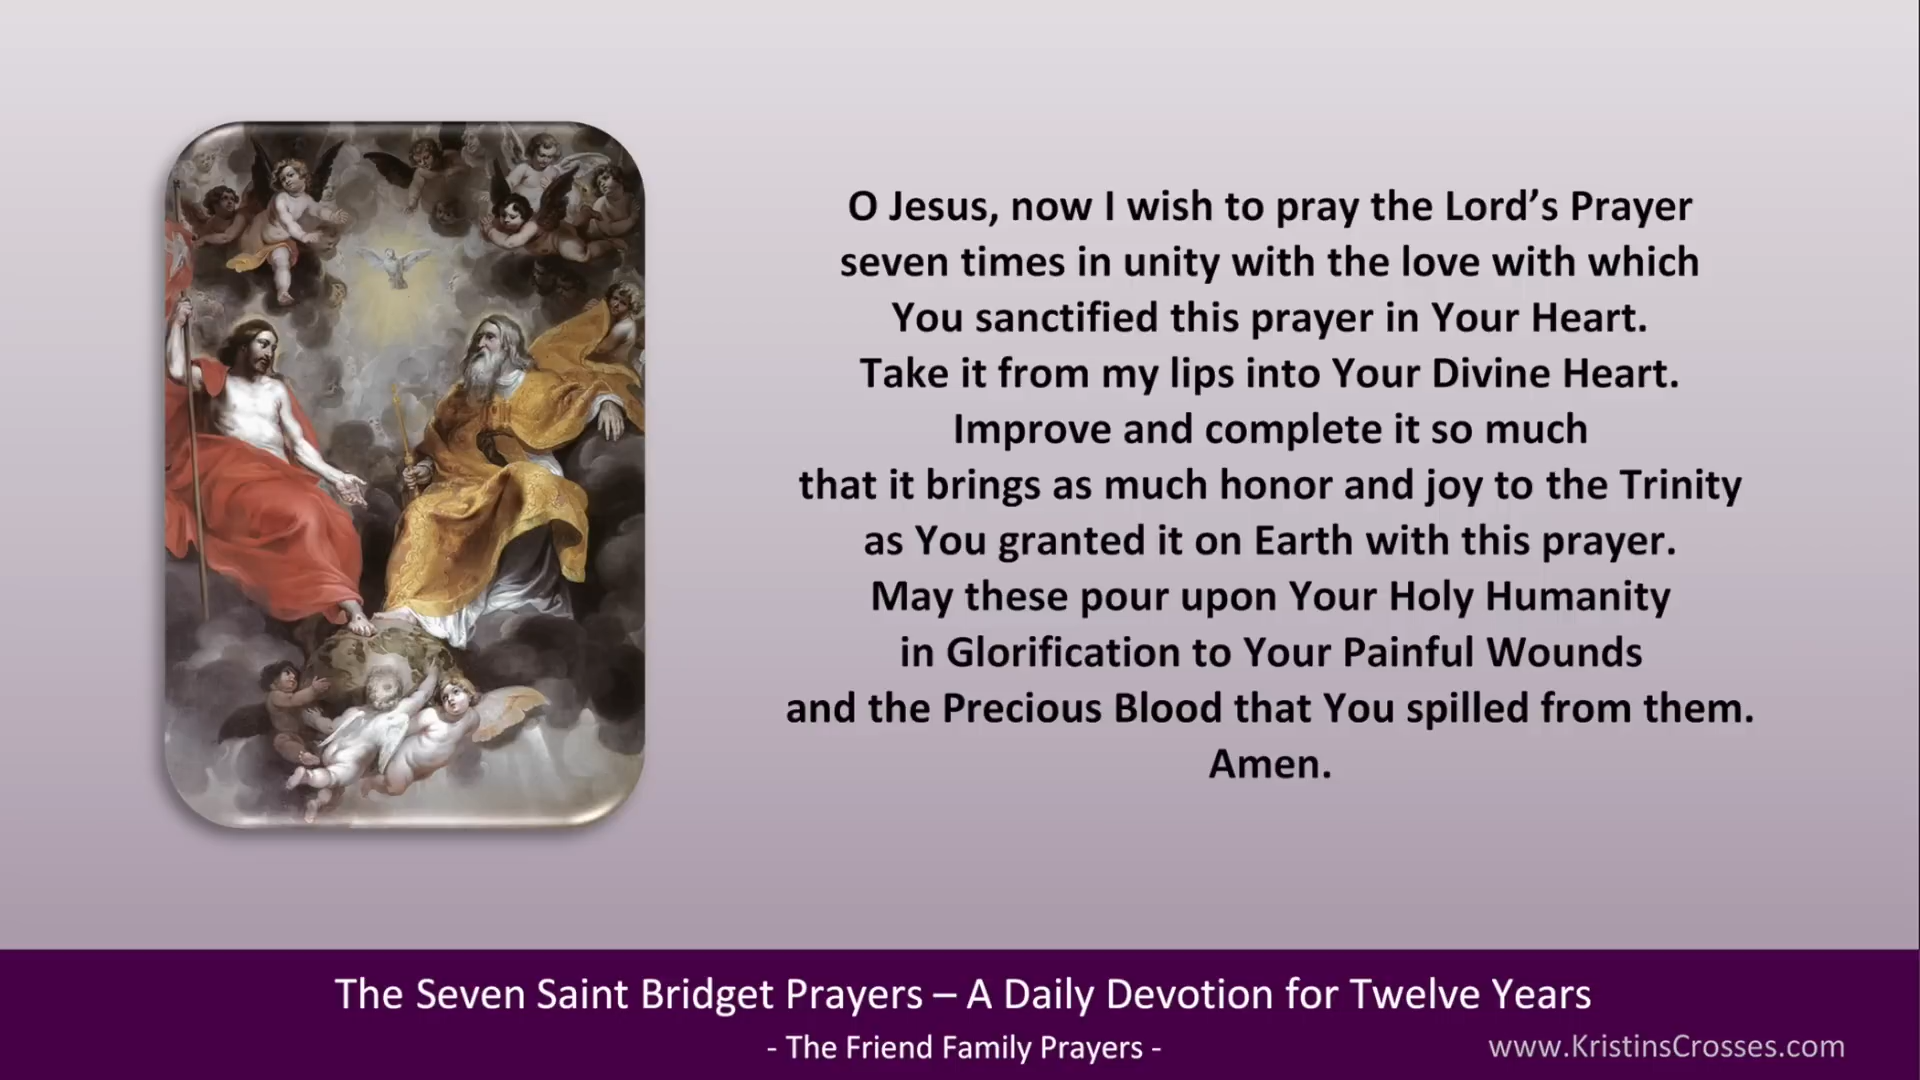 O Jesus, now I wish to pray the Lord’s Prayer
seven times in unity with the love with which
You sanctified this prayer in Your Heart.
Take it from my lips into Your Divine Heart.
Improve and complete it so much
that it brings as much honor and joy to the Trinity
as You granted it on Earth with this prayer.
May these pour upon Your Holy Humanity
in Glorification to Your Painful Wounds
and the Precious Blood that You spilled from them.
Amen.
The Seven Saint Bridget Prayers – A Daily Devotion for Twelve Years
- The Friend Family Prayers -
www.KristinsCrosses.com